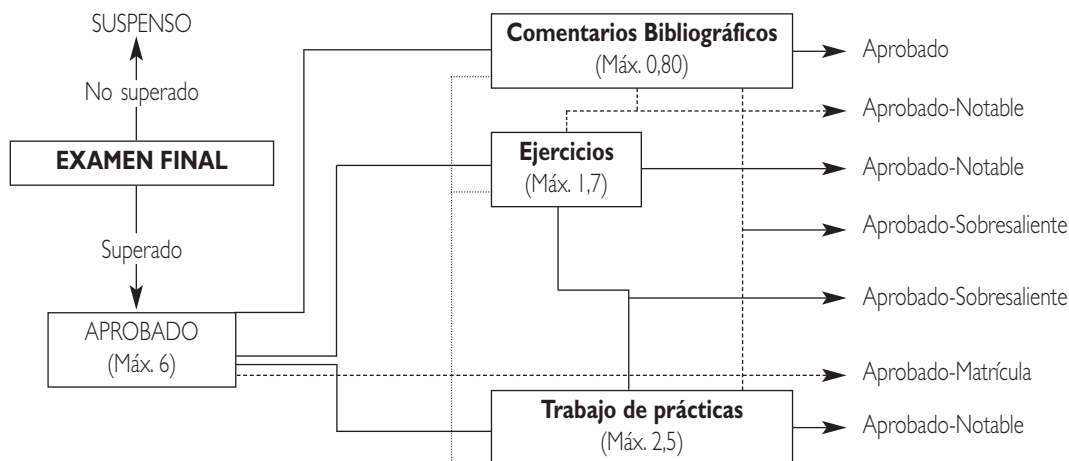 SUSPENSO
No superado
EXAMEN FINAL
Superado
APROBADO
(Máx. 6)
Comentarios Bibliográficos
(Máx. 0,80)
Ejercicios
(Máx. 1,7)
Trabajo de prácticas
(Máx. 2,5)
Aprobado
Aprobado-Notable
Aprobado-Notable
Aprobado-Sobresaliente
Aprobado-Sobresaliente
Aprobado-Matrícula
Aprobado-Notable